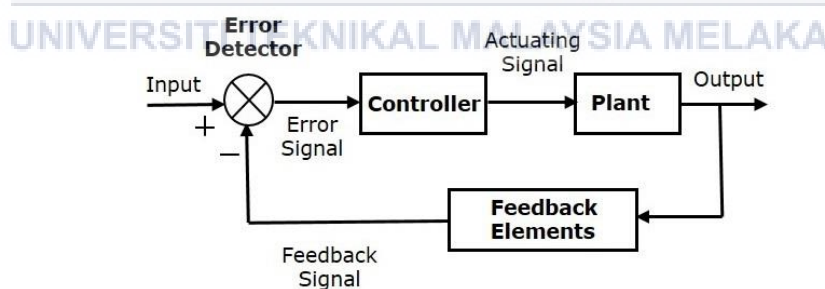 UNIVERSITI TEKNIKAL MALAYSIA MELAKA
Error
Detector
Actuating
Signal
Input
Output
Controller
Plant
+
Error
Signal
−
Feedback
Elements
Feedback
Signal